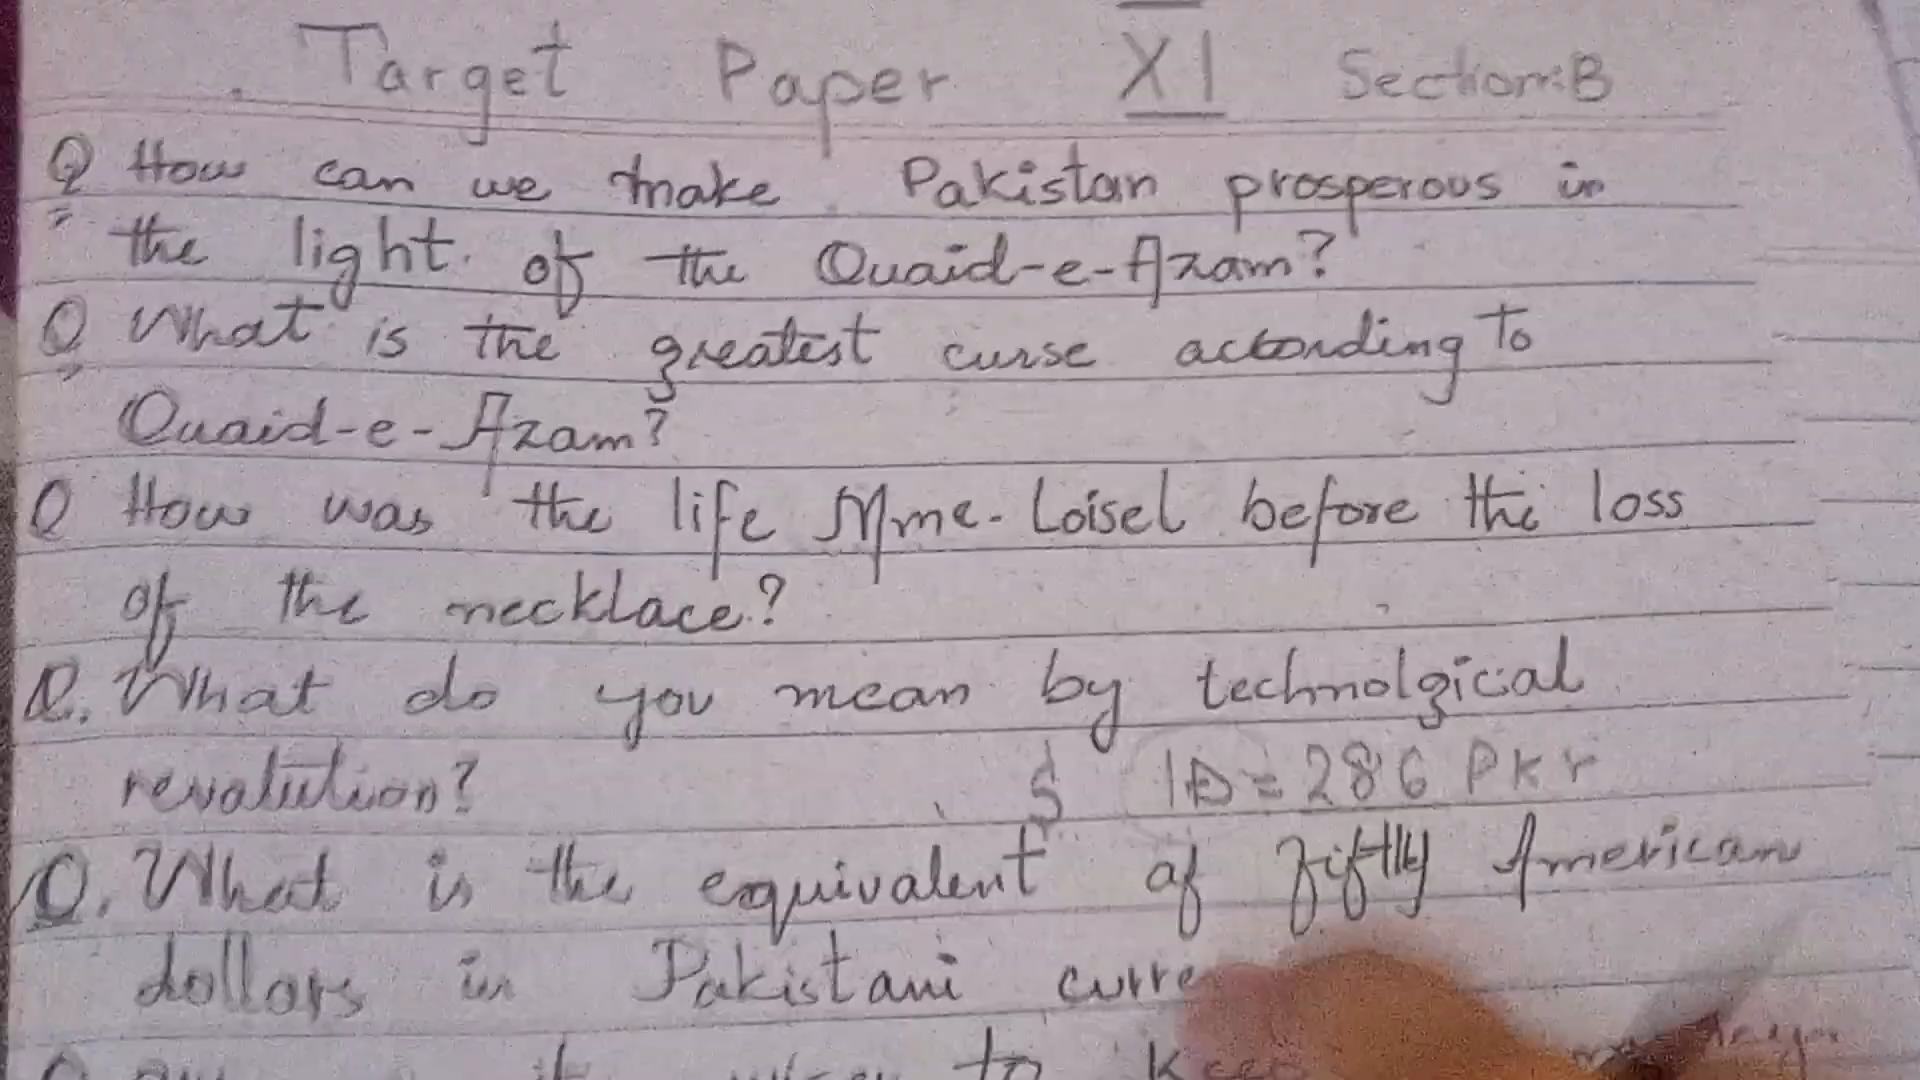 Target Paper XI Section:B
Q How can we make Pakistan prosperous in
the light of the Quaid-e-Azam?
Q What is the greatest curse according to
Quaid-e-Azam?
Q How was the life Mme. Loisel before the loss
of the necklace?
Q. What do you mean by technolgical
revolution?
$ 1D = 286 Pkr
Q. What is the equivalent of fiftly American
dollars in Pakistani curre
to keep